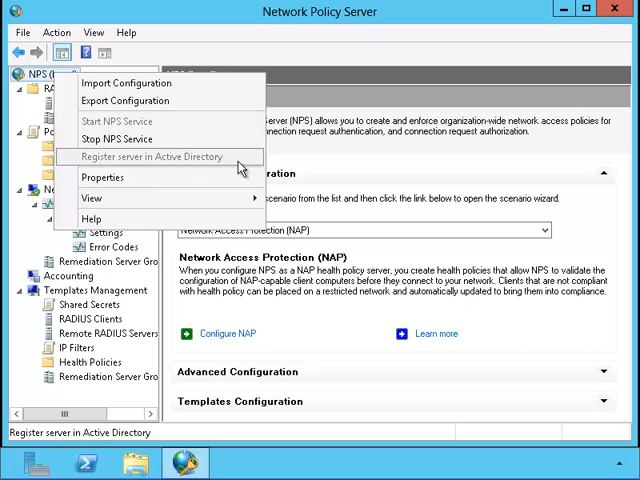 Network Policy Server
File Action View Help
NPS (
Import Configuration
Export Configuration
Start NPS Service
Stop NPS Service
Register server in Active Directory
Properties
View
Help
Server (NPS) allows you to create and enforce organization-wide network access policies for
connection request authentication, and connection request authorization.
scenario from the list and then click the link below to open the scenario wizard.
Network Access Protection (NAP)
Network Access Protection (NAP)
When you configure NPS as a NAP health policy server, you create health policies that allow NPS to validate the
configuration of NAP-capable client computers before they connect to your network. Clients that are not compliant
with health policy can be placed on a restricted network and automatically updated to bring them into compliance.
Configure NAP
Learn more
Advanced Configuration
Templates Configuration
Settings
Error Codes
Remediation Server Gro
Accounting
Templates Management
Shared Secrets
RADIUS Clients
Remote RADIUS Servers
IP Filters
Health Policies
Remediation Server Gro
Register server in Active Directory